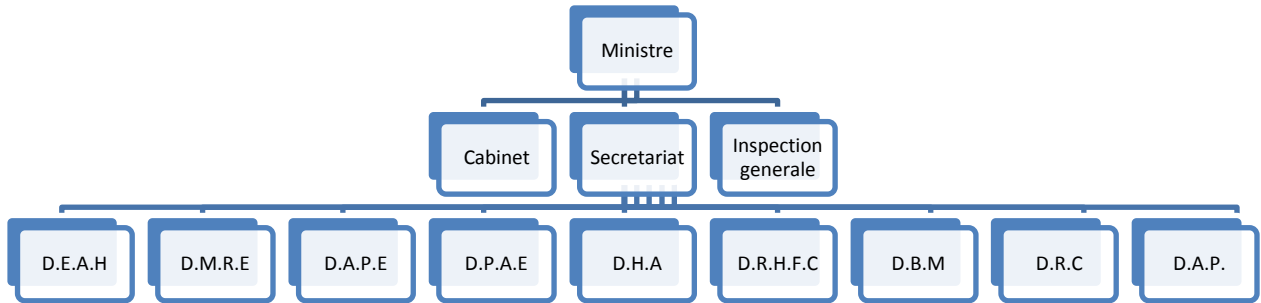 Ministre
Cabinet
Secretariat
Inspection
generale
D.E.A.H
D.M.R.E
D.A.P.E
D.P.A.E
D.H.A
D.R.H.F.C
D.B.M
D.R.C
D.A.P.